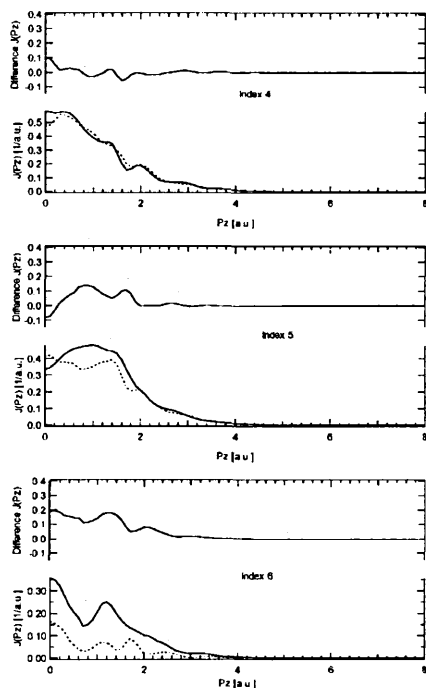 Difference J(Pz)
0.4
0.3
0.2
0.1
0.0
-0.1
Index 4
J(Pz) [1/a.u.]
0.5
0.4
0.3
0.2
0.1
0.0
0 2 4 6 8
Pz [a.u]
Difference J(Pz)
0.4
0.3
0.2
0.1
0.0
-0.1
Index 5
J(Pz) [1/a.u.]
0.4
0.3
0.2
0.1
0.0
0 2 4 6 8
Pz [a.u]
Difference J(Pz)
0.4
0.3
0.2
0.1
0.0
-0.1
Index 6
J(Pz) [1/a.u.]
0.30
0.20
0.10
0.00
0 2 4 6 8
Pz [a.u]